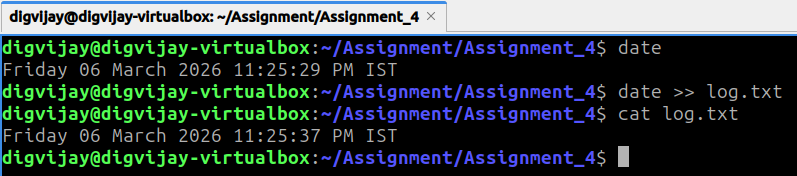 digvijay@digvijay-virtualbox: ~/Assignment/Assignment_4 ×
digvijay@digvijay-virtualbox:~/Assignment/Assignment_4$ date
Friday 06 March 2026 11:25:29 PM IST
digvijay@digvijay-virtualbox:~/Assignment/Assignment_4$ date >> log.txt
digvijay@digvijay-virtualbox:~/Assignment/Assignment_4$ cat log.txt
Friday 06 March 2026 11:25:37 PM IST
digvijay@digvijay-virtualbox:~/Assignment/Assignment_4$